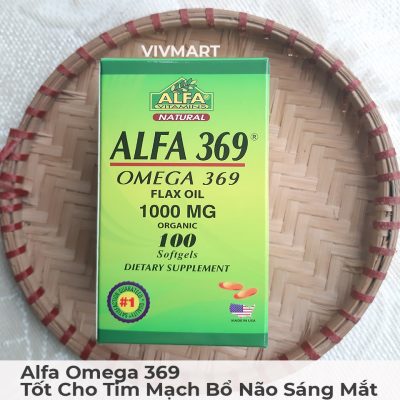 VIVMART
ALFA
VITAMINS
NATURAL
ALFA 369®
OMEGA 369
FLAX OIL
1000 MG
ORGANIC
100
Softgels
DIETARY SUPPLEMENT
#1
MADE IN USA
Alfa Omega 369
Tốt Cho Tim Mạch Bổ Não Sáng Mắt